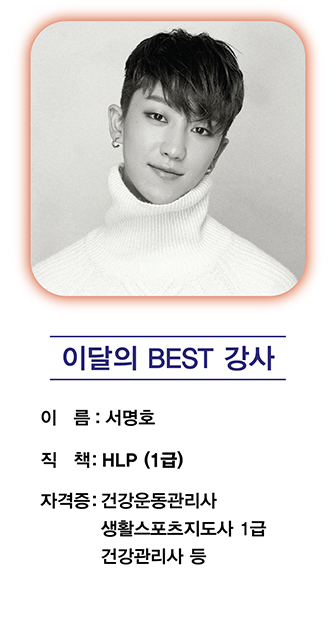 이달의 BEST 강사
이 름 : 서명호
직 책: HLP (1급)
자격증: 건강운동관리사
생활스포츠지도사 1급
건강관리사 등